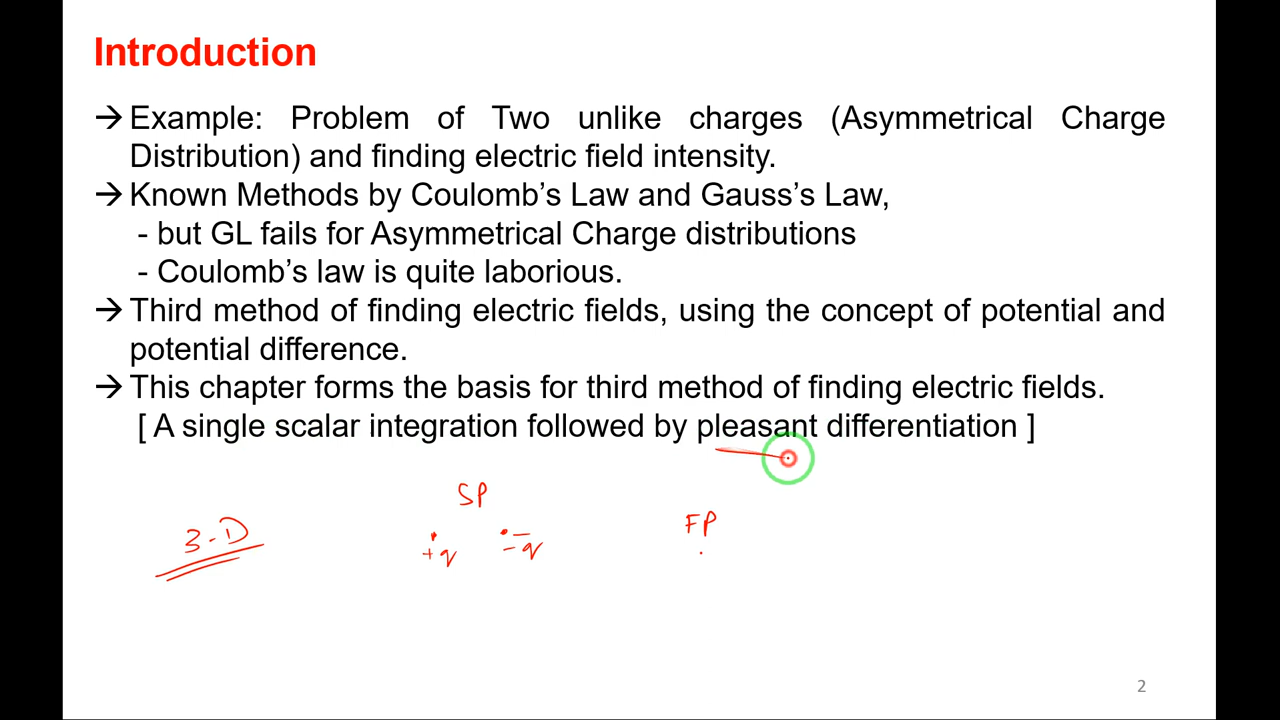 Introduction
→ Example: Problem of Two unlike charges (Asymmetrical Charge
Distribution) and finding electric field intensity.
→ Known Methods by Coulomb’s Law and Gauss’s Law,
- but GL fails for Asymmetrical Charge distributions
- Coulomb’s law is quite laborious.
→ Third method of finding electric fields, using the concept of potential and
potential difference.
→ This chapter forms the basis for third method of finding electric fields.
[ A single scalar integration followed by pleasant differentiation ]
SP
3-D
FP
+q
-q
2